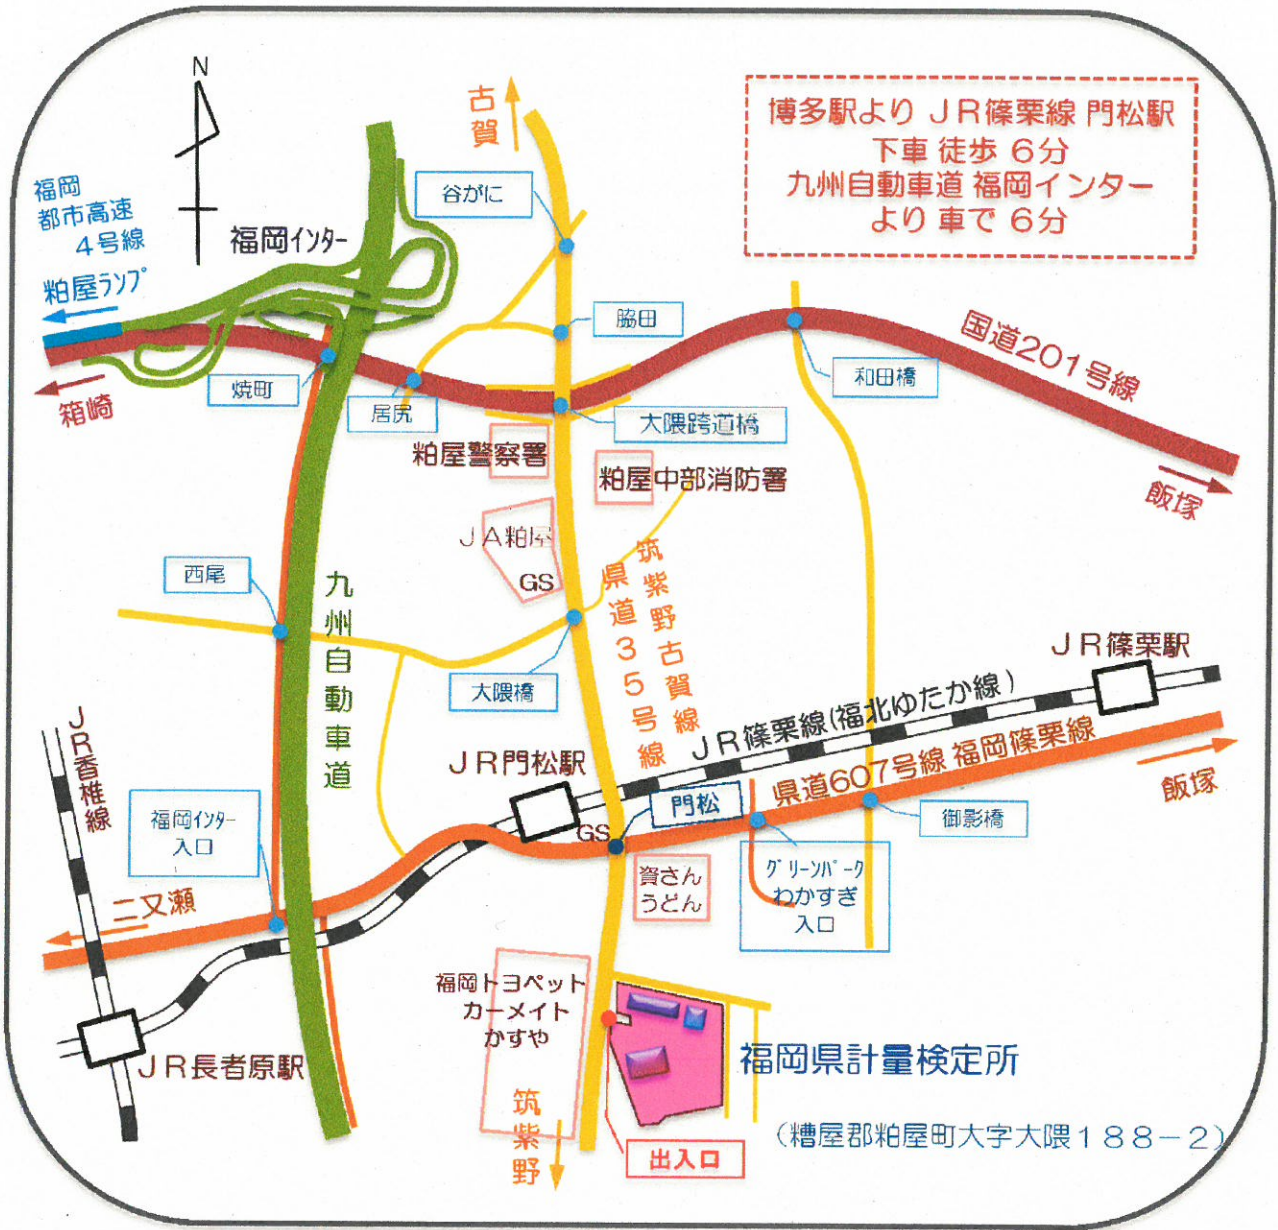 N
古賀
博多駅より JR篠栗線 門松駅
下車 徒歩 6分
九州自動車道 福岡インター
より 車で 6分
福岡
都市高速
4号線
粕屋ランプ
福岡インター
谷がに
脇田
国道201号線
箱崎
焼町
居尻
和田橋
大隈跨道橋
粕屋警察署
粕屋中部消防署
飯塚
JA粕屋
GS
西尾
九州自動車道
筑紫野古賀線
県道35号線
大隈橋
JR篠栗駅
JR篠栗線(福北ゆたか線)
JR香椎線
JR門松駅
県道607号線 福岡篠栗線
飯塚
門松
GS
御影橋
福岡インター
入口
グリーンパーク
わかすぎ
入口
資さん
うどん
二又瀬
福岡トヨペット
カーメイト
かすや
JR長者原駅
福岡県計量検定所
筑紫野
(糟屋郡粕屋町大字大隈188-2)
出入口